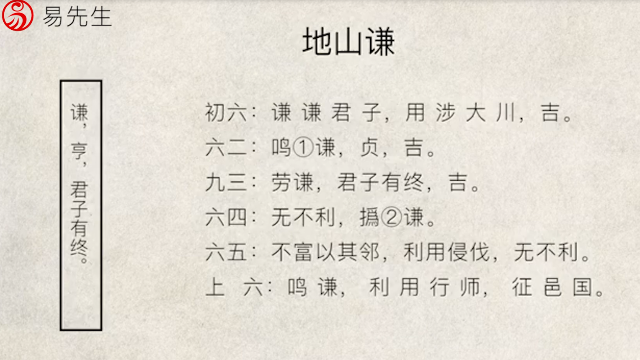 易先生
地山谦
谦，亨，君子有终。
初六：谦谦君子，用涉大川，吉。
六二：鸣①谦，贞，吉。
九三：劳谦，君子有终，吉。
六四：无不利，撝②谦。
六五：不富以其邻，利用侵伐，无不利。
上六：鸣谦，利用行师，征邑国。